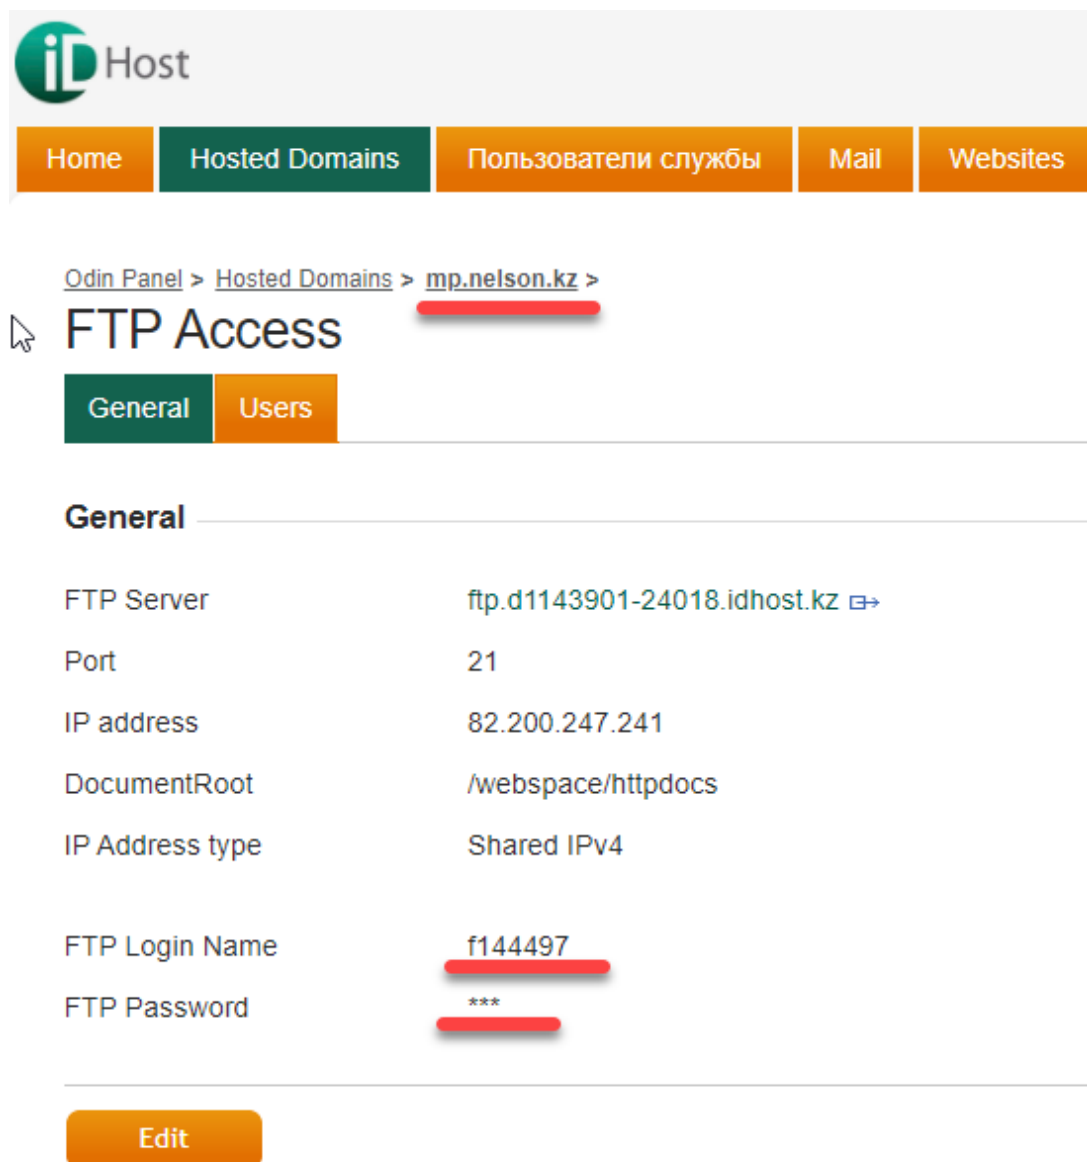 iD Host
Home Hosted Domains Пользователи службы Mail Websites
Odin Panel > Hosted Domains > mp.nelson.kz >
FTP Access
General Users
General
FTP Server ftp.d1143901-24018.idhost.kz
Port 21
IP address 82.200.247.241
DocumentRoot /webspace/httpdocs
IP Address type Shared IPv4
FTP Login Name f144497
FTP Password ***
Edit